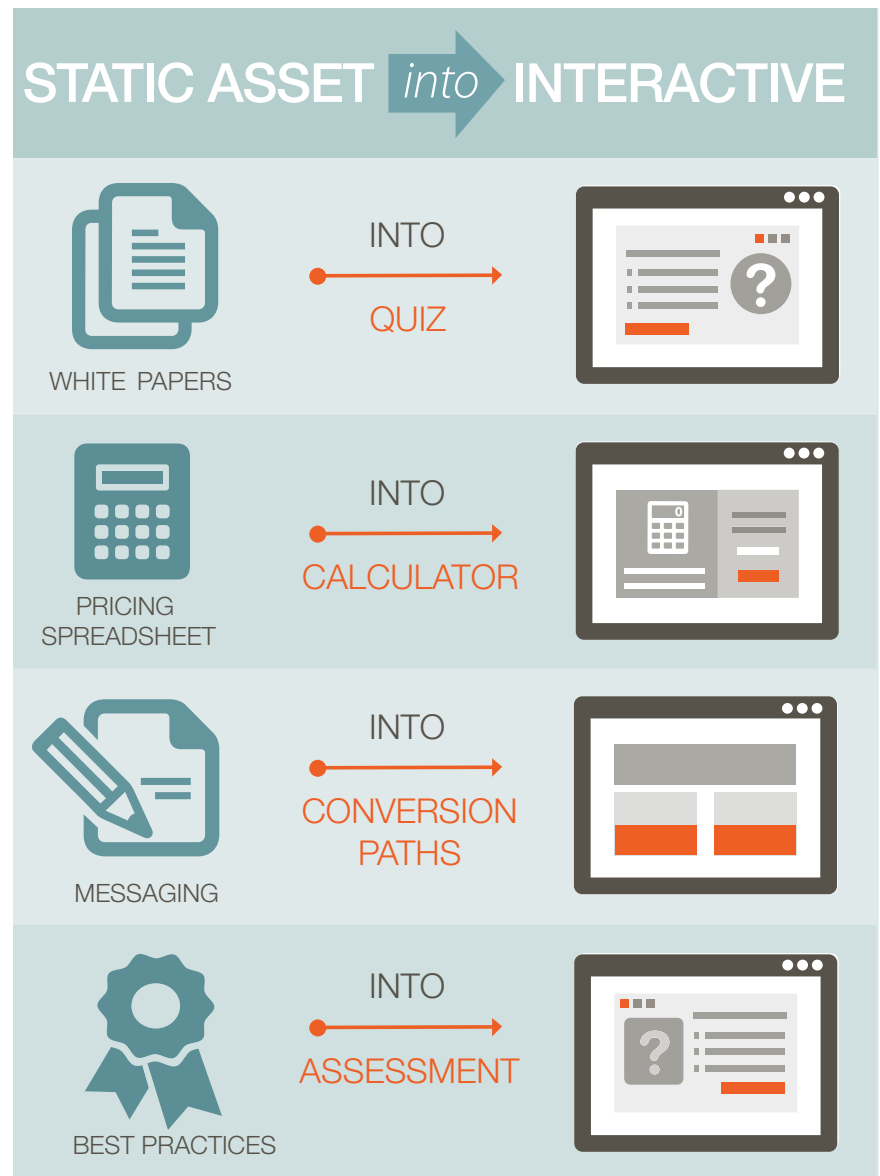 STATIC ASSET into INTERACTIVE
INTO
QUIZ
?
WHITE PAPERS
INTO
CALCULATOR
0
PRICING
SPREADSHEET
INTO
CONVERSION
PATHS
MESSAGING
INTO
ASSESSMENT
?
BEST PRACTICES